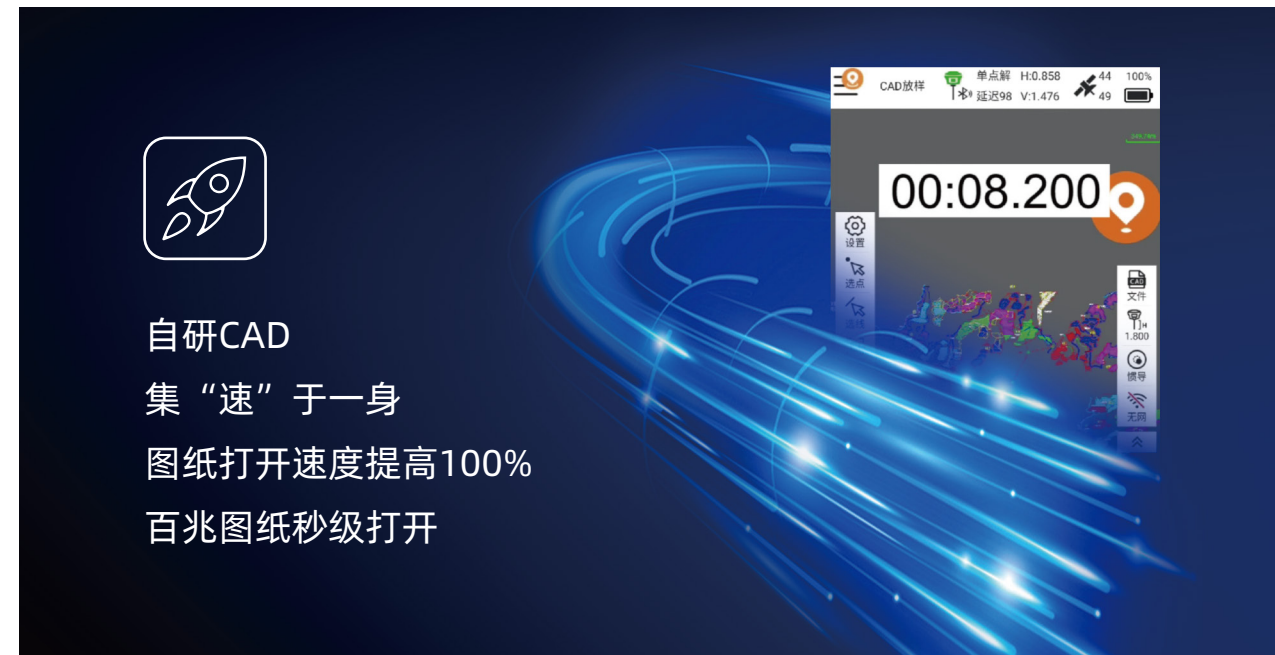 自研CAD
集“速”于一身
图纸打开速度提高100%
百兆图纸秒级打开
CAD放样
单点解 H:0.858
延迟98 V:1.476
44
49
100%
00:08.200
设置
选点
选线
CAD
文件
H
1.800
惯导
无网